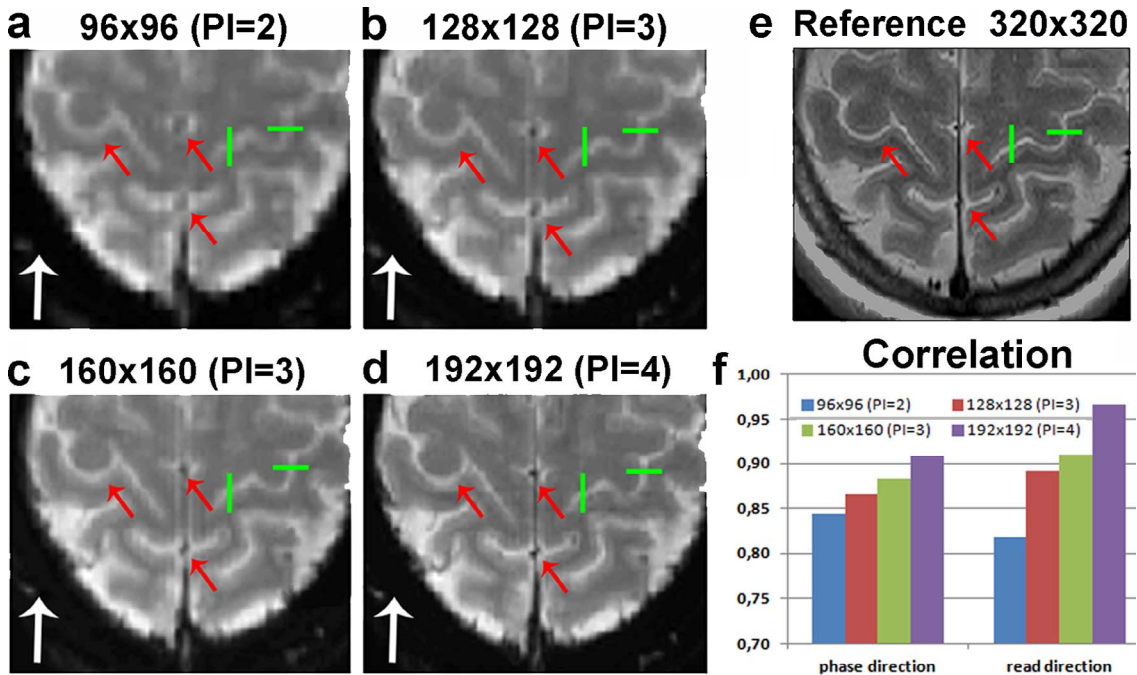 a 96x96 (PI=2)
b 128x128 (PI=3)
e Reference 320x320
c 160x160 (PI=3)
d 192x192 (PI=4)
f Correlation
1,00
0,95
0,90
0,85
0,80
0,75
0,70
96x96 (PI=2) 128x128 (PI=3)
160x160 (PI=3) 192x192 (PI=4)
phase direction read direction